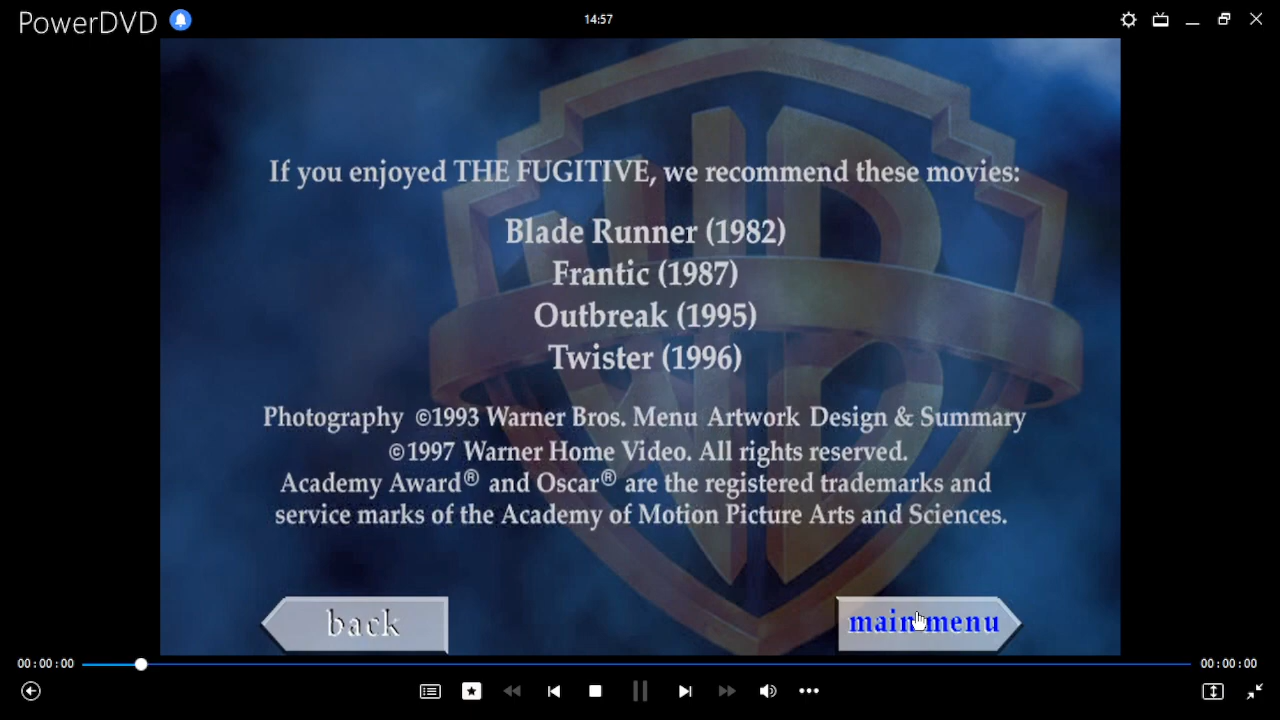 PowerDVD
14:57
If you enjoyed THE FUGITIVE, we recommend these movies:
Blade Runner (1982)
Frantic (1987)
Outbreak (1995)
Twister (1996)
Photography ©1993 Warner Bros. Menu Artwork Design & Summary
©1997 Warner Home Video. All rights reserved.
Academy Award® and Oscar® are the registered trademarks and
service marks of the Academy of Motion Picture Arts and Sciences.
back
main menu
00:00:00
00:00:00